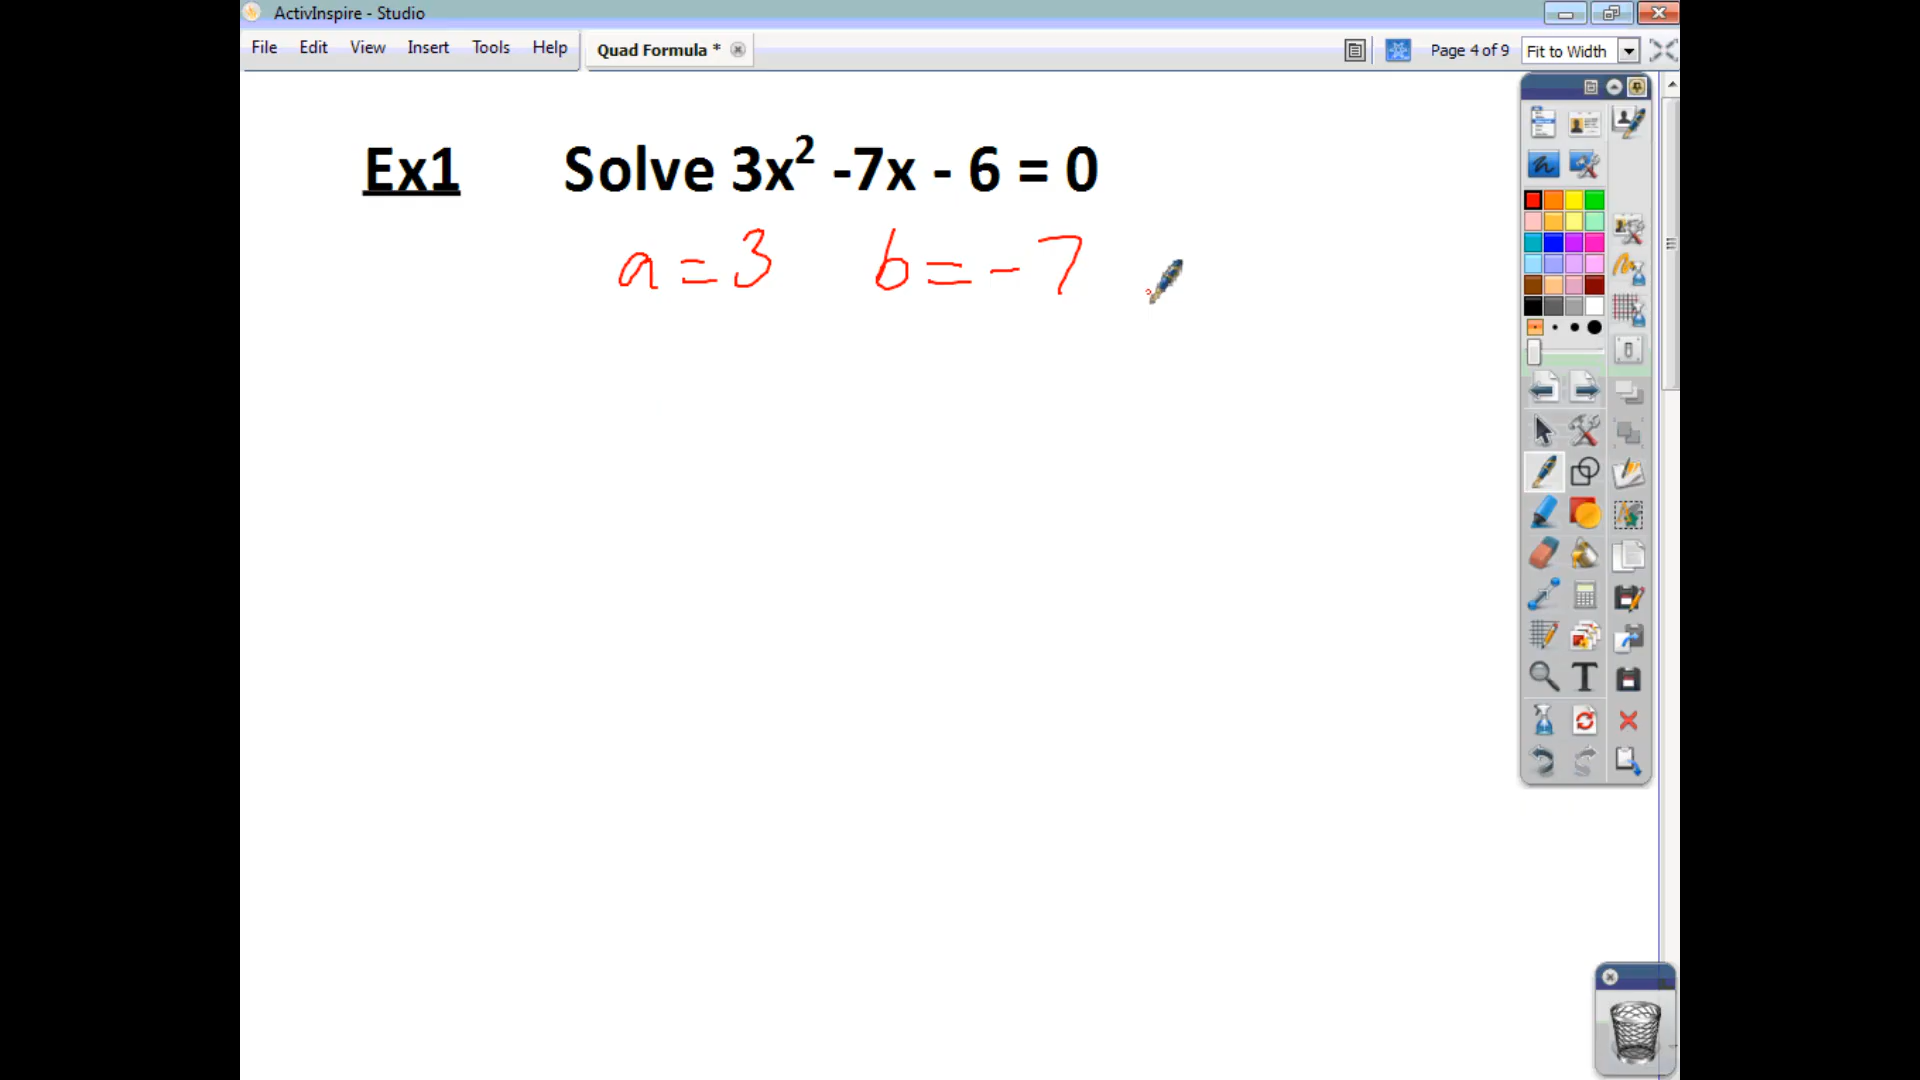 ActivInspire - Studio
File Edit View Insert Tools Help Quad Formula * Page 4 of 9 Fit to Width
Ex1 Solve 3x² -7x - 6 = 0
a = 3 b = - 7
T